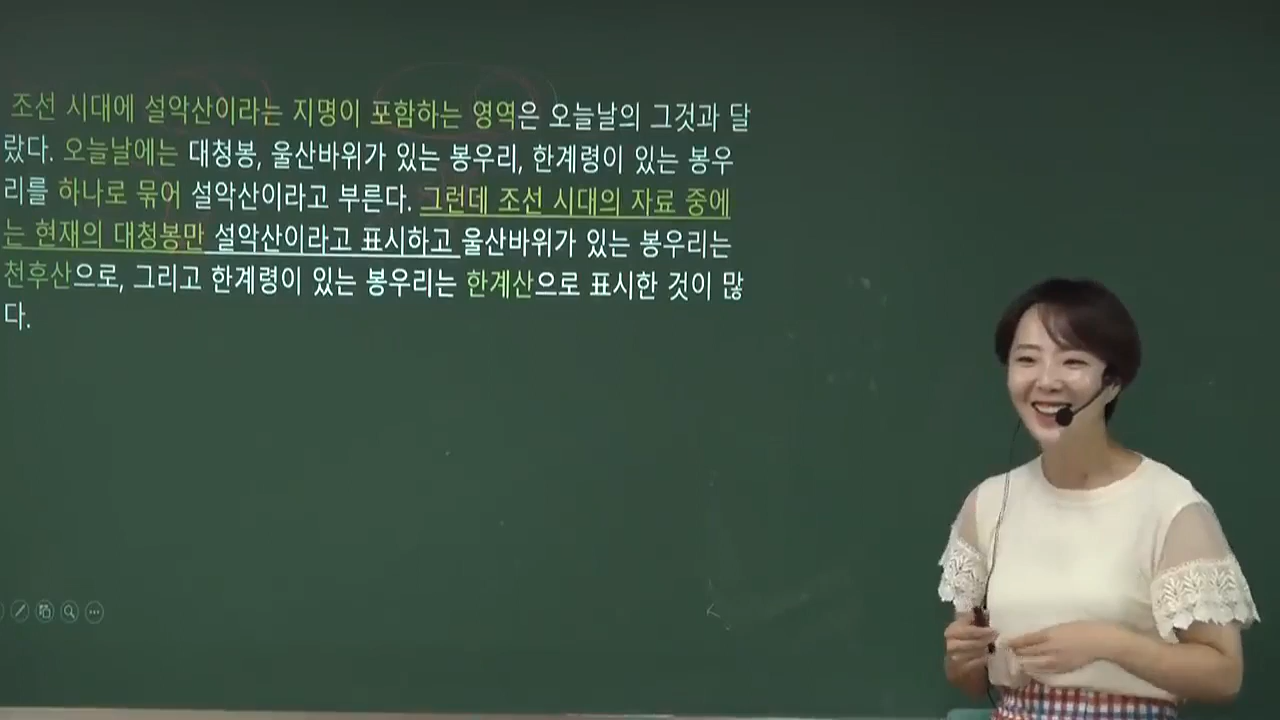 조선 시대에 설악산이라는 지명이 포함하는 영역은 오늘날의 그것과 달
랐다. 오늘날에는 대청봉, 울산바위가 있는 봉우리, 한계령이 있는 봉우
리를 하나로 묶어 설악산이라고 부른다. 그런데 조선 시대의 자료 중에
는 현재의 대청봉만 설악산이라고 표시하고 울산바위가 있는 봉우리는
천후산으로, 그리고 한계령이 있는 봉우리는 한계산으로 표시한 것이 많
다.